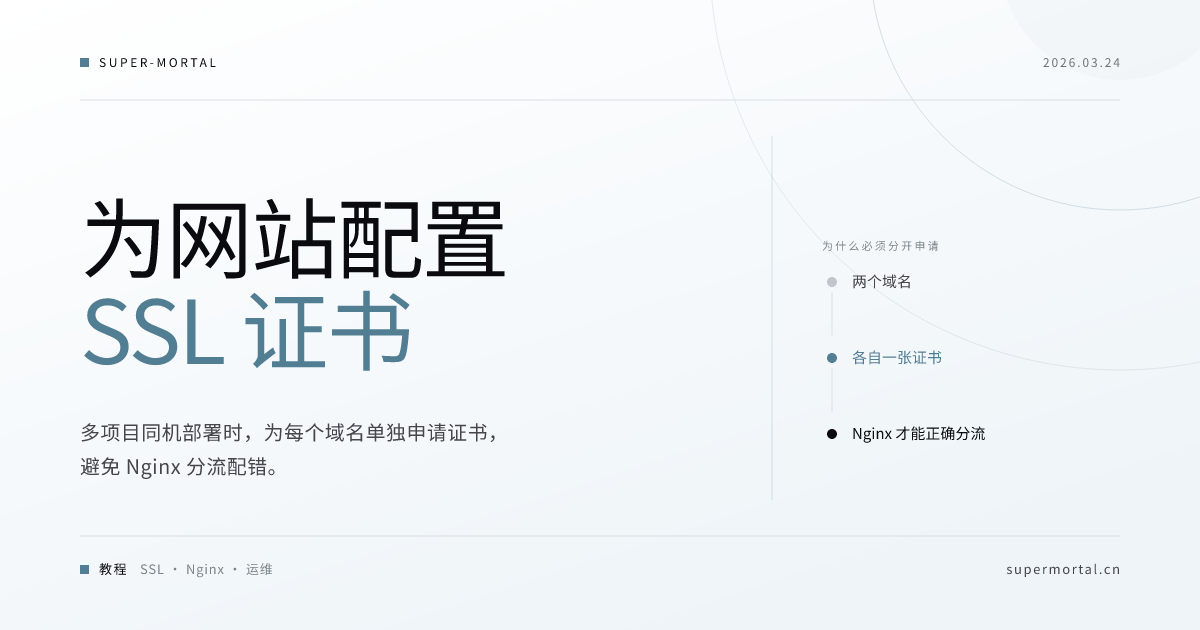 SUPER-MORTAL
2026.03.24
为网站配置
SSL 证书
多项目同机部署时，为每个域名单独申请证书，
避免 Nginx 分流配错。
为什么必须分开申请
两个域名
各自一张证书
Nginx 才能正确分流
教程 SSL · Nginx · 运维
supermortal.cn